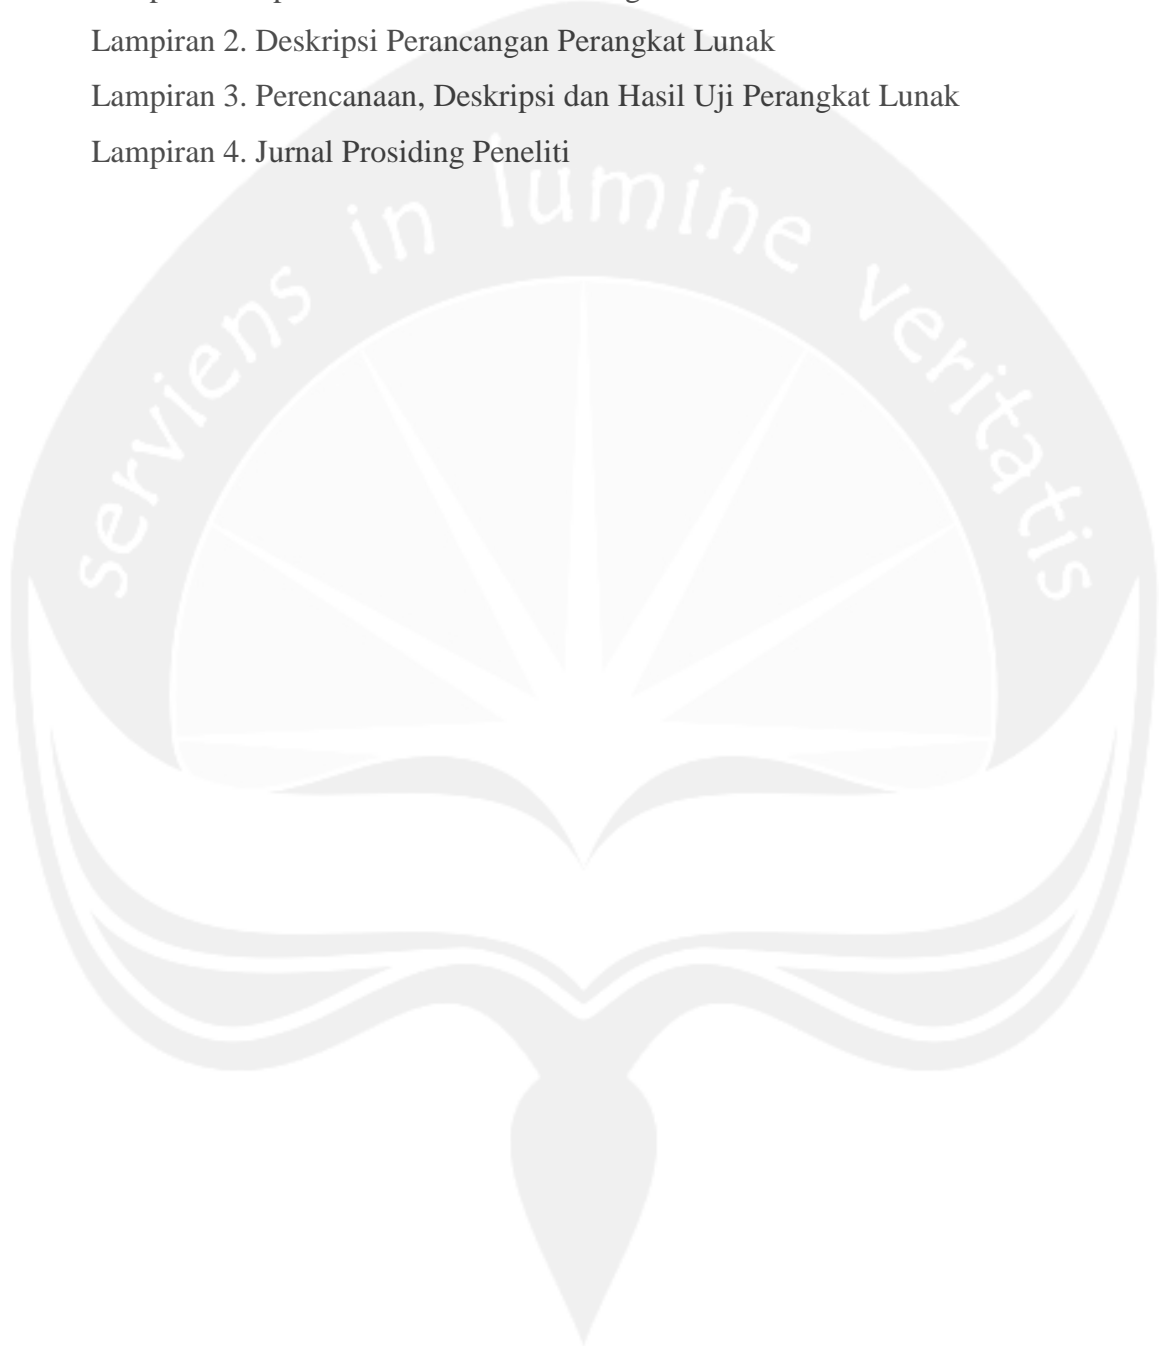 Lampiran 2. Deskripsi Perancangan Perangkat Lunak
Lampiran 3. Perencanaan, Deskripsi dan Hasil Uji Perangkat Lunak
Lampiran 4. Jurnal Prosiding Peneliti
serviens in lumine veritatis